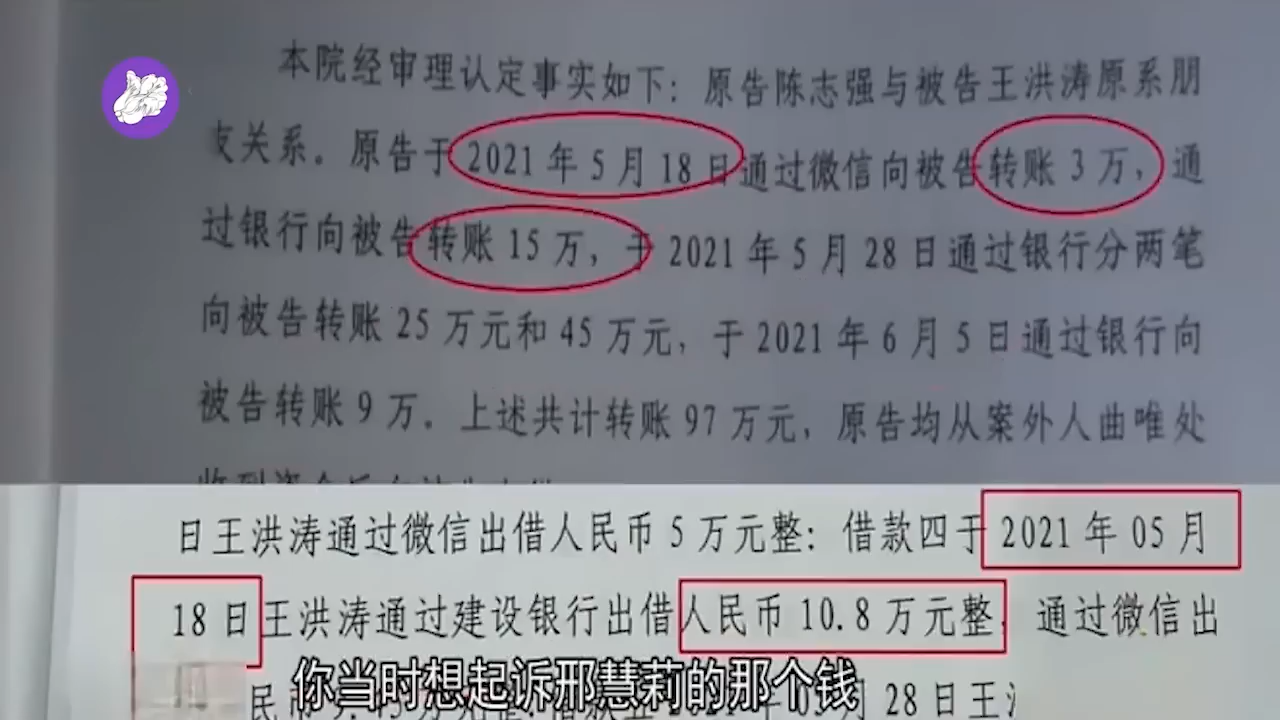 本院经审理认定事实如下：原告陈志强与被告王洪涛原系朋
友关系。原告于2021年5月18日通过微信向被告转账3万，通
过银行向被告转账15万，于2021年5月28日通过银行分两笔
向被告转账25万元和45万元，于2021年6月5日通过银行向
被告转账9万。上述共计转账97万元，原告均从案外人曲唯处
日王洪涛通过微信出借人民币5万元整；借款四于2021年05月
18日王洪涛通过建设银行出借人民币10.8万元整，通过微信出
你当时想起诉邢慧莉的那个钱
月28日王